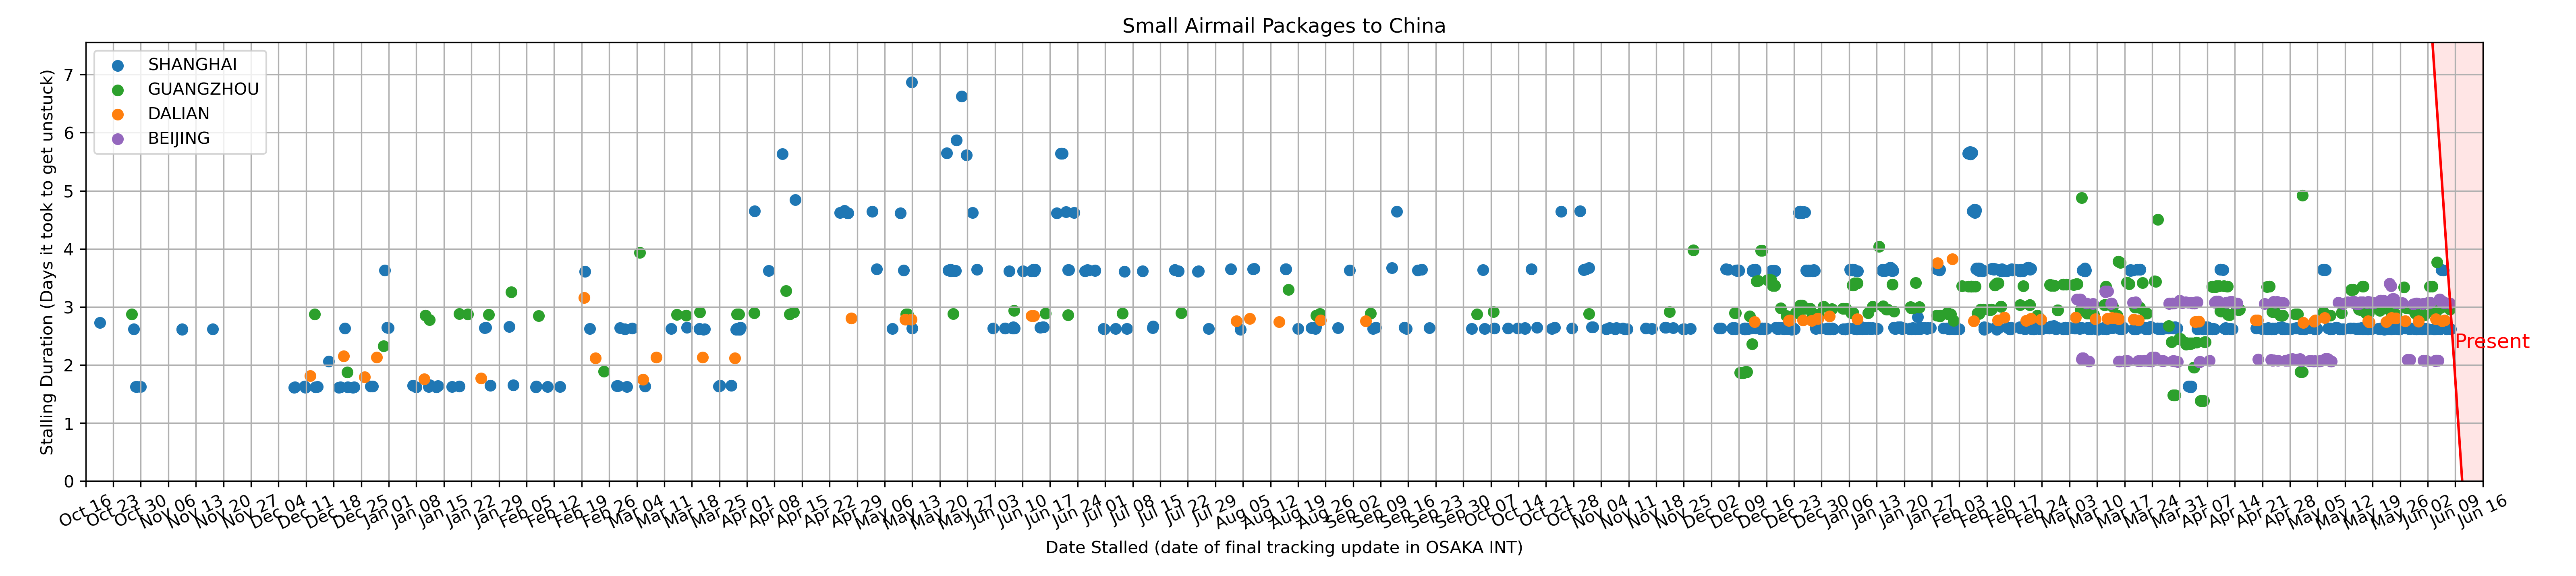 Small Airmail Packages to China
SHANGHAI
GUANGZHOU
DALIAN
BEIJING
Stalling Duration (Days it took to get unstuck)
7
6
5
4
3
2
1
0
Present
Oct 16 Oct 23 Oct 30 Nov 06 Nov 13 Nov 20 Nov 27 Dec 04 Dec 11 Dec 18 Dec 25 Jan 01 Jan 08 Jan 15 Jan 22 Jan 29 Feb 05 Feb 12 Feb 19 Feb 26 Mar 04 Mar 11 Mar 18 Mar 25 Apr 01 Apr 08 Apr 15 Apr 22 Apr 29 May 06 May 13 May 20 May 27 Jun 03 Jun 10 Jun 17 Jun 24 Jul 01 Jul 08 Jul 15 Jul 22 Jul 29 Aug 05 Aug 12 Aug 19 Aug 26 Sep 02 Sep 09 Sep 16 Sep 23 Sep 30 Oct 07 Oct 14 Oct 21 Oct 28 Nov 04 Nov 11 Nov 18 Nov 25 Dec 02 Dec 09 Dec 16 Dec 23 Dec 30 Jan 06 Jan 13 Jan 20 Jan 27 Feb 03 Feb 10 Feb 17 Feb 24 Mar 03 Mar 10 Mar 17 Mar 24 Mar 31 Apr 07 Apr 14 Apr 21 Apr 28 May 05 May 12 May 19 May 26 Jun 02 Jun 09 Jun 16
Date Stalled (date of final tracking update in OSAKA INT)